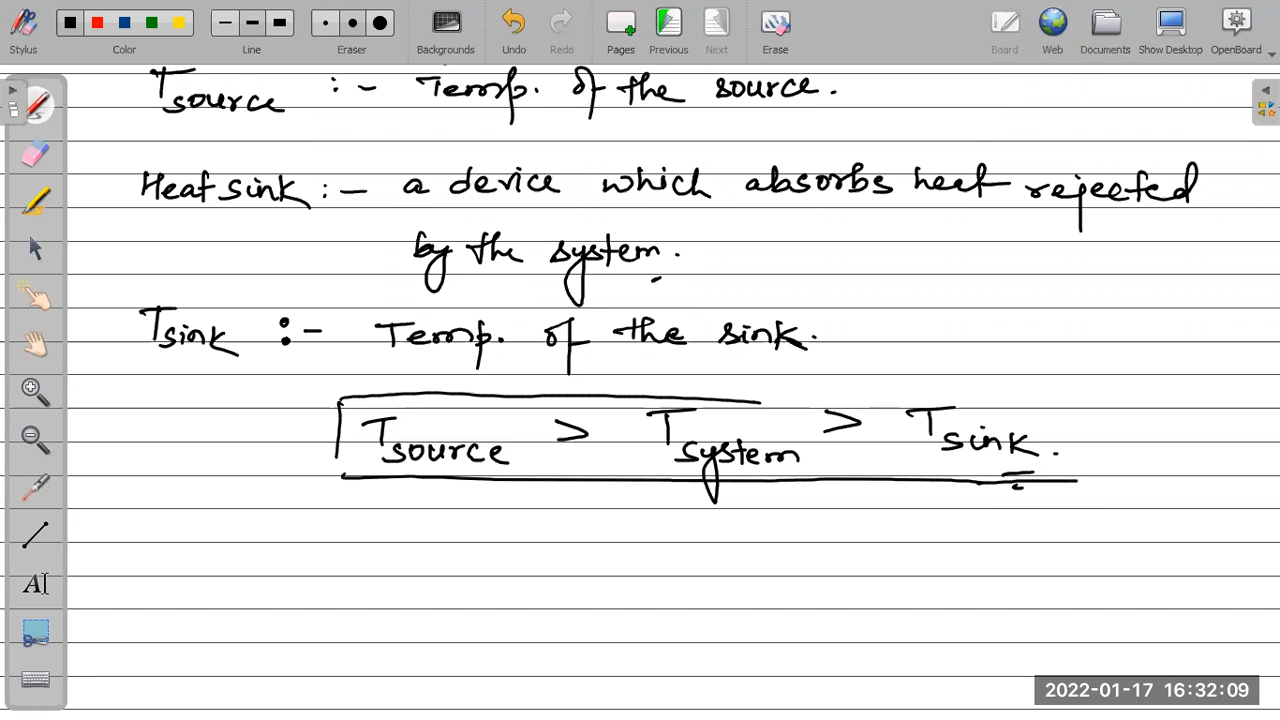 Stylus Color Line Eraser Backgrounds Undo Redo Pages Previous Next Erase Board Web Documents Show Desktop OpenBoard
Tsource :- Temp. of the source.
Heat sink :- a device which absorbs heat rejected
by the system.
Tsink :- Temp. of the sink.
Tsource > Tsystem > Tsink.
2022-01-17 16:32:09